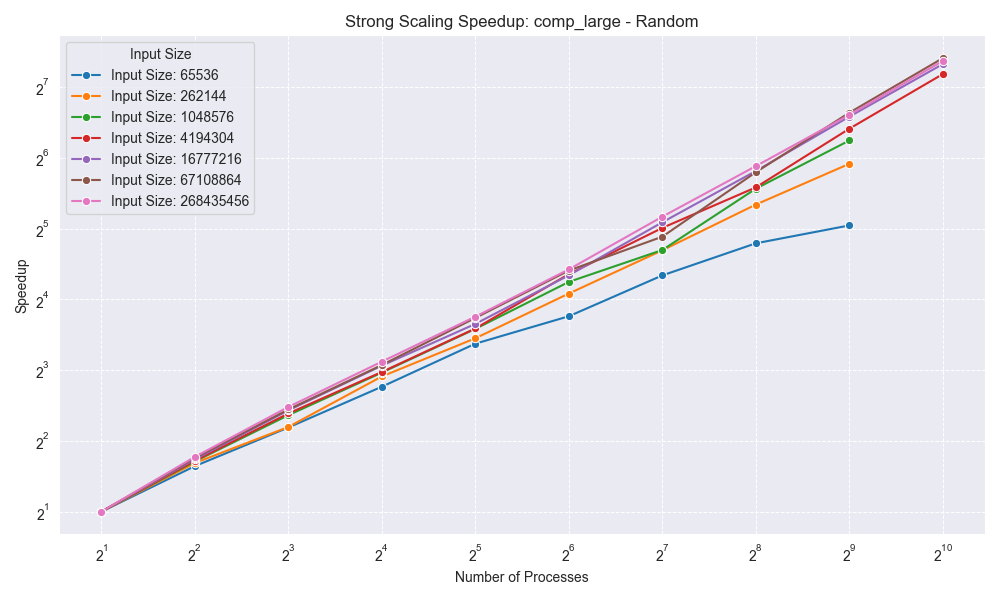 Strong Scaling Speedup: comp_large - Random
Input Size
Input Size: 65536
Input Size: 262144
Input Size: 1048576
Input Size: 4194304
Input Size: 16777216
Input Size: 67108864
Input Size: 268435456
Speedup
2^7
2^6
2^5
2^4
2^3
2^2
2^1
2^1 2^2 2^3 2^4 2^5 2^6 2^7 2^8 2^9 2^10
Number of Processes